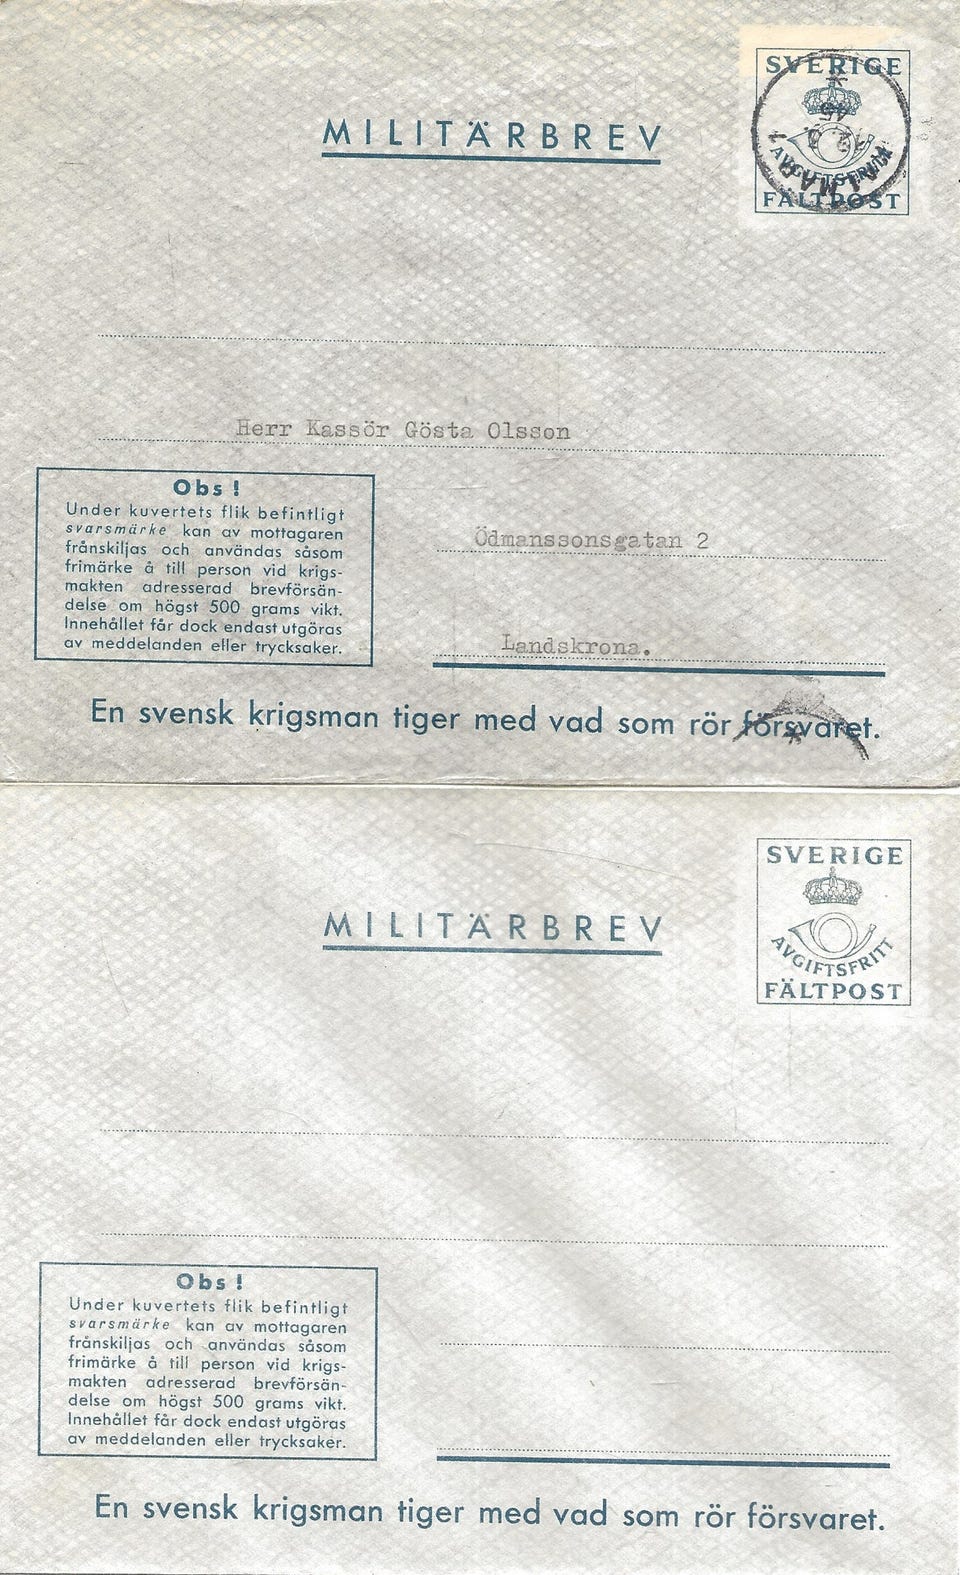 SVERIGE
AVGIFTSFRITT
FÄLTPOST
MILITÄRBREV
Herr Kassör Gösta Olsson
Ödmanssonsgatan 2
Landskrona.
Obs!
Under kuvertets flik befintligt
svarsmärke kan av mottagaren
frånskiljas och användas såsom
frimärke å till person vid krigs-
makten adresserad brevförsän-
delse om högst 500 grams vikt.
Innehållet får dock endast utgöras
av meddelanden eller trycksaker.
En svensk krigsman tiger med vad som rör försvaret.
SVERIGE
AVGIFTSFRITT
FÄLTPOST
MILITÄRBREV
Obs!
Under kuvertets flik befintligt
svarsmärke kan av mottagaren
frånskiljas och användas såsom
frimärke å till person vid krigs-
makten adresserad brevförsän-
delse om högst 500 grams vikt.
Innehållet får dock endast utgöras
av meddelanden eller trycksaker.
En svensk krigsman tiger med vad som rör försvaret.